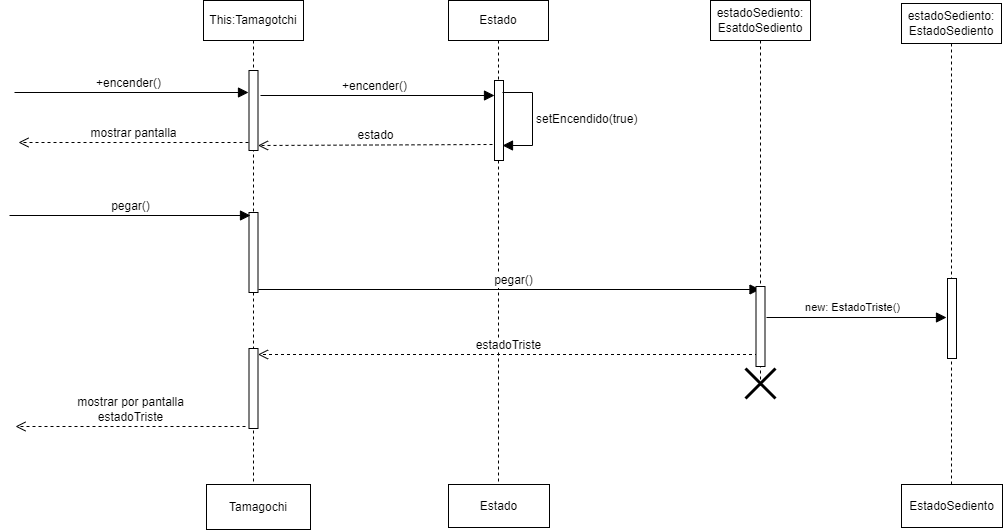 This:Tamagotchi
Estado
estadoSediento:
EsatdoSediento
estadoSediento:
EstadoSediento
+encender()
+encender()
setEncendido(true)
mostrar pantalla
estado
pegar()
pegar()
new: EstadoTriste()
estadoTriste
mostrar por pantalla
estadoTriste
Tamagochi
Estado
EstadoSediento